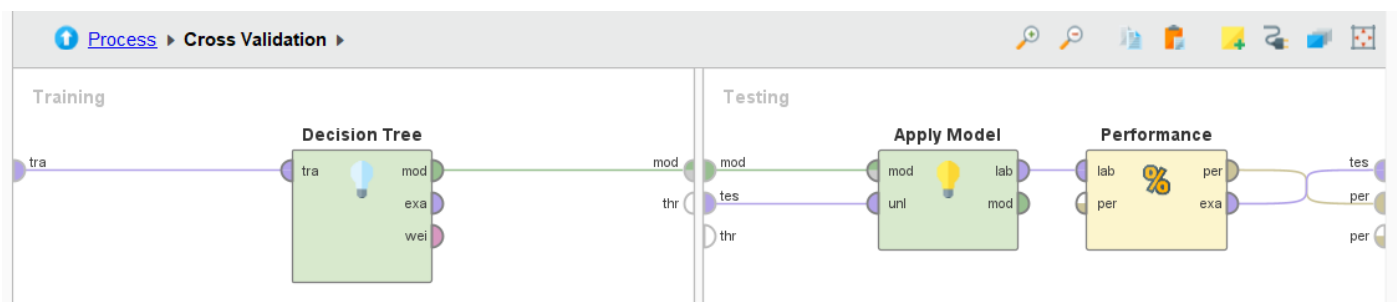 Process ▸ Cross Validation ▸
Training
Testing
Decision Tree
Apply Model
Performance
tra
tra
mod
exa
wei
mod
thr
mod
tes
thr
mod
unl
lab
mod
lab
per
%
per
exa
tes
per
per